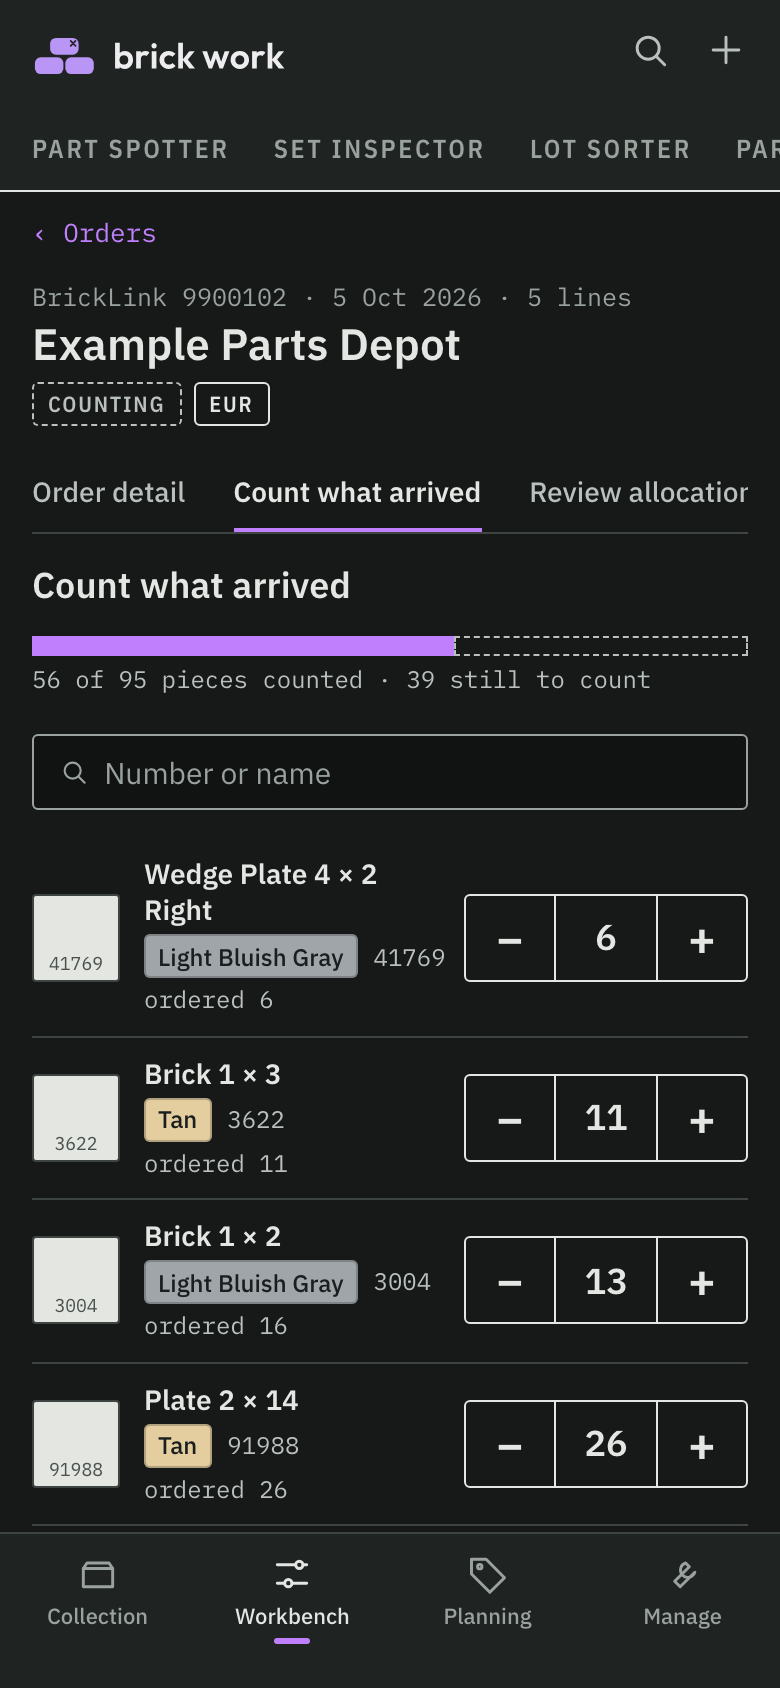 brick work
PART SPOTTER SET INSPECTOR LOT SORTER PAR
‹ Orders
BrickLink 9900102 · 5 Oct 2026 · 5 lines
Example Parts Depot
COUNTING EUR
Order detail Count what arrived Review allocation
Count what arrived
56 of 95 pieces counted · 39 still to count
Number or name
Wedge Plate 4 × 2
Right
41769 Light Bluish Gray 41769 − 6 +
ordered 6
Brick 1 × 3
3622 Tan 3622 − 11 +
ordered 11
Brick 1 × 2
3004 Light Bluish Gray 3004 − 13 +
ordered 16
Plate 2 × 14
91988 Tan 91988 − 26 +
ordered 26
Collection Workbench Planning Manage